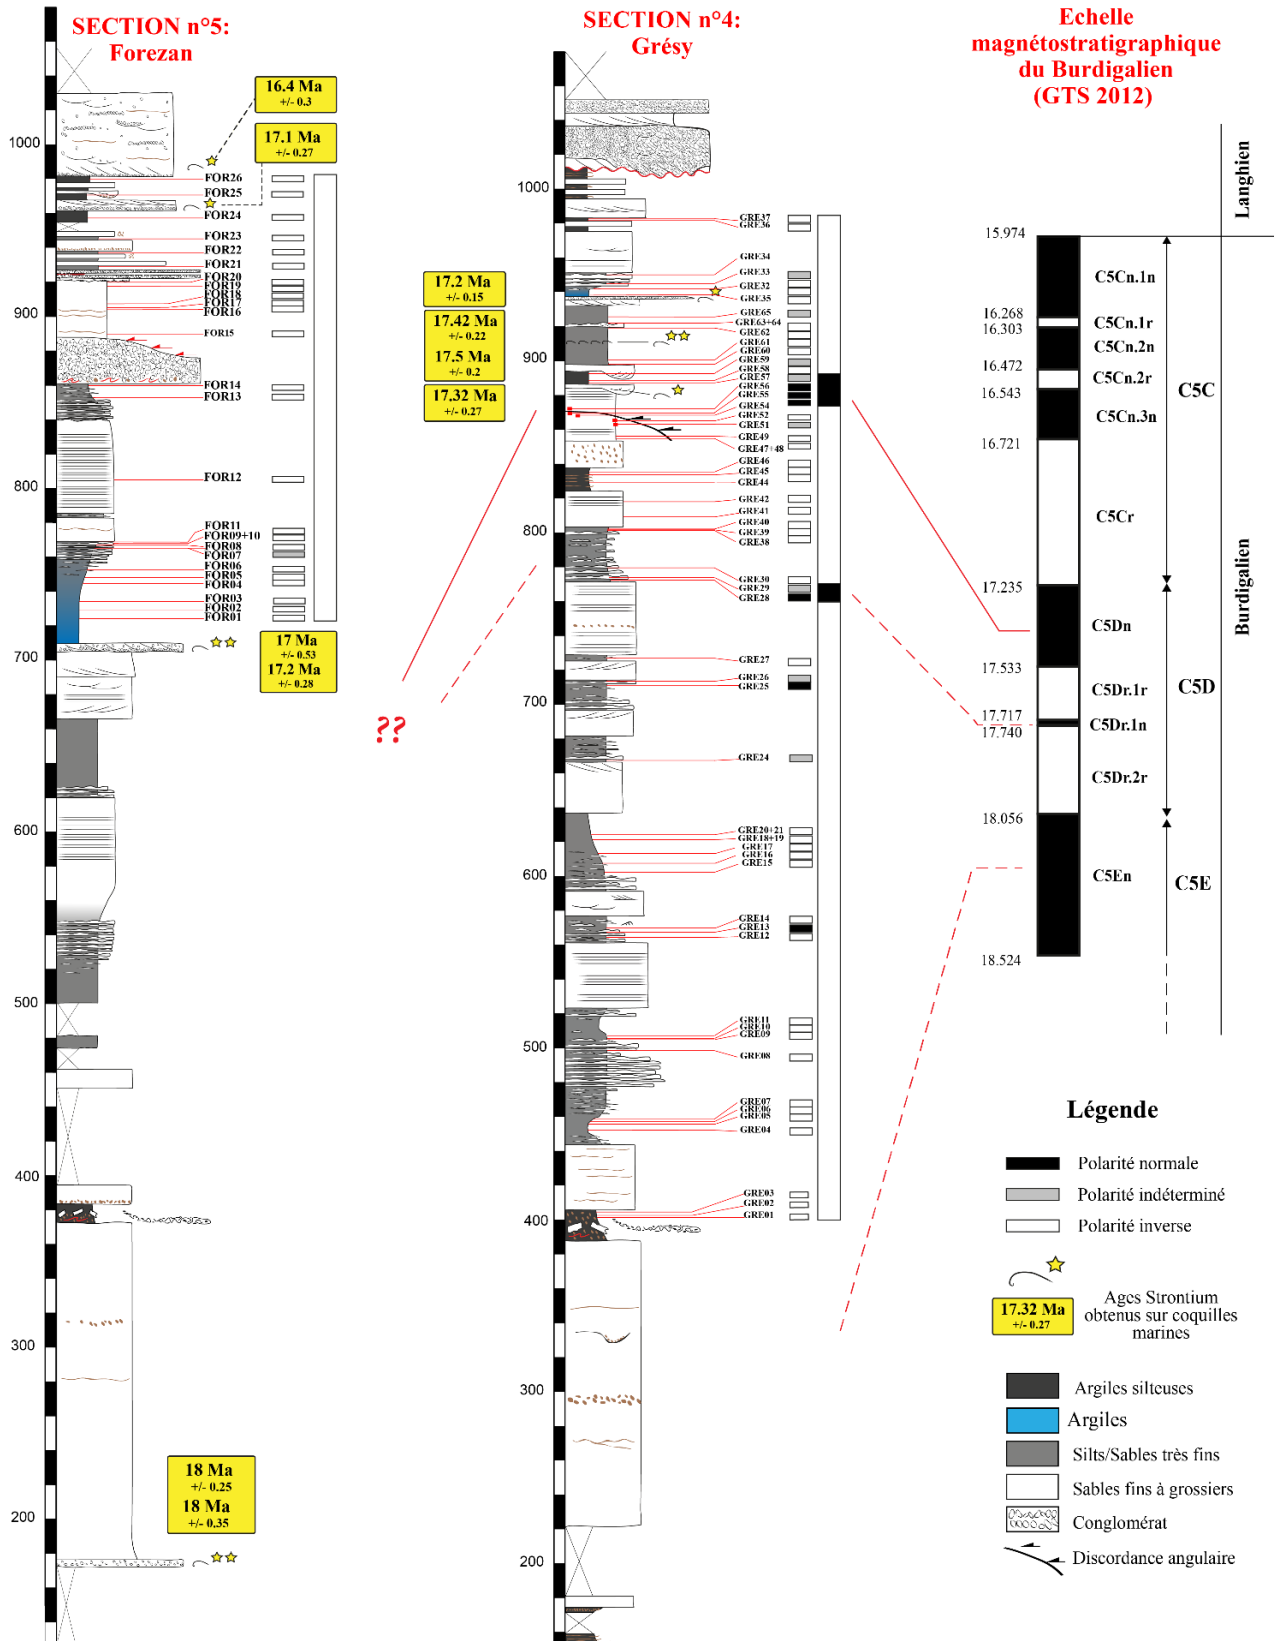 SECTION n°5:
Forezan
16.4 Ma
+/- 0.3
17.1 Ma
+/- 0.27
1000
900
800
700
600
500
400
300
200
FOR26
FOR25
FOR24
FOR23
FOR22
FOR21
FOR20
FOR19
FOR18
FOR17
FOR16
FOR15
FOR14
FOR13
FOR12
FOR11
FOR09+10
FOR08
FOR07
FOR06
FOR05
FOR04
FOR03
FOR02
FOR01
17 Ma
+/- 0.53
17.2 Ma
+/- 0.28
18 Ma
+/- 0.25
18 Ma
+/- 0.35
??
SECTION n°4:
Grésy
17.2 Ma
+/- 0.15
17.42 Ma
+/- 0.22
17.5 Ma
+/- 0.2
17.32 Ma
+/- 0.27
1000
900
800
700
600
500
400
300
200
GRE37
GRE36
GRE34
GRE33
GRE32
GRE35
GRE65
GRE63+64
GRE62
GRE61
GRE60
GRE59
GRE58
GRE57
GRE56
GRE55
GRE54
GRE52
GRE51
GRE49
GRE47+48
GRE46
GRE45
GRE44
GRE42
GRE41
GRE40
GRE39
GRE38
GRE30
GRE29
GRE28
GRE27
GRE26
GRE25
GRE24
GRE20+21
GRE18+19
GRE17
GRE16
GRE15
GRE14
GRE13
GRE12
GRE11
GRE10
GRE09
GRE08
GRE07
GRE06
GRE05
GRE04
GRE03
GRE02
GRE01
Echelle
magnétostratigraphique
du Burdigalien
(GTS 2012)
Langhien
Burdigalien
15.974
16.268
16.303
16.472
16.543
16.721
17.235
17.533
17.717
17.740
18.056
18.524
C5Cn.1n
C5Cn.1r
C5Cn.2n
C5Cn.2r
C5Cn.3n
C5Cr
C5Dn
C5Dr.1r
C5Dr.1n
C5Dr.2r
C5En
C5C
C5D
C5E
Légende
Polarité normale
Polarité indéterminé
Polarité inverse
17.32 Ma
+/- 0.27
Ages Strontium
obtenus sur coquilles
marines
Argiles silteuses
Argiles
Silts/Sables très fins
Sables fins à grossiers
Conglomérat
Discordance angulaire